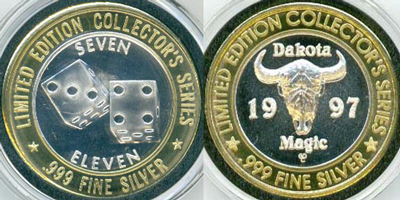 LIMITED EDITION COLLECTOR'S SERIES
SEVEN
ELEVEN
.999 FINE SILVER
LIMITED EDITION COLLECTOR'S SERIES
Dakota
19 97
Magic
.999 FINE SILVER